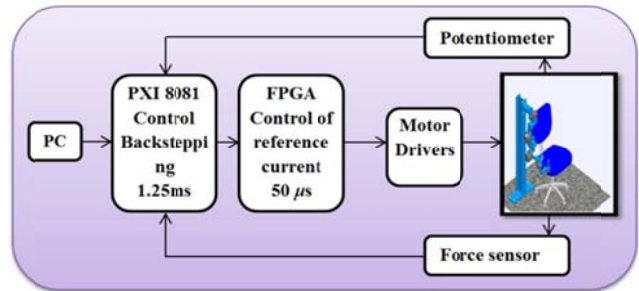 Potentiometer
PC
PXI 8081
Control
Backsteppi
ng
1.25ms
FPGA
Control of
reference
current
50 μs
Motor
Drivers
Force sensor